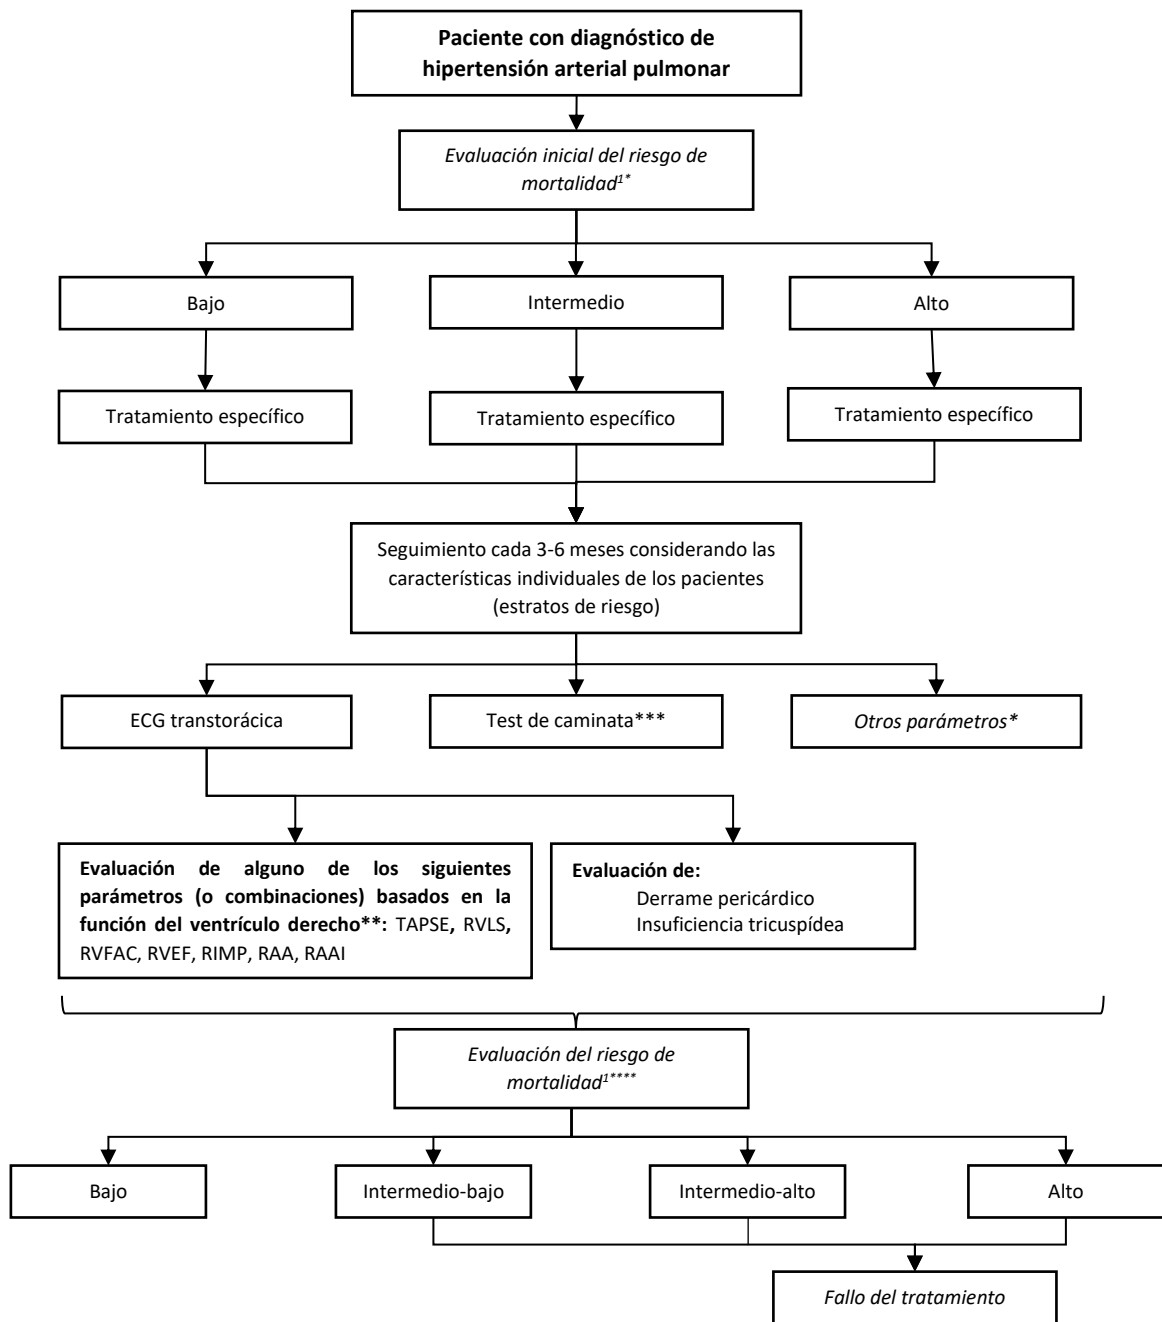 Paciente con diagnóstico de
hipertensión arterial pulmonar
Evaluación inicial del riesgo de
mortalidad1*
Bajo
Intermedio
Alto
Tratamiento específico
Tratamiento específico
Tratamiento específico
Seguimiento cada 3-6 meses considerando las
características individuales de los pacientes
(estratos de riesgo)
ECG transtorácica
Test de caminata***
Otros parámetros*
Evaluación de alguno de los siguientes
parámetros (o combinaciones) basados en la
función del ventrículo derecho**: TAPSE, RVLS,
RVFAC, RVEF, RIMP, RAA, RAAI
Evaluación de:
Derrame pericárdico
Insuficiencia tricuspídea
Evaluación del riesgo de
mortalidad1****
Bajo
Intermedio-bajo
Intermedio-alto
Alto
Fallo del tratamiento